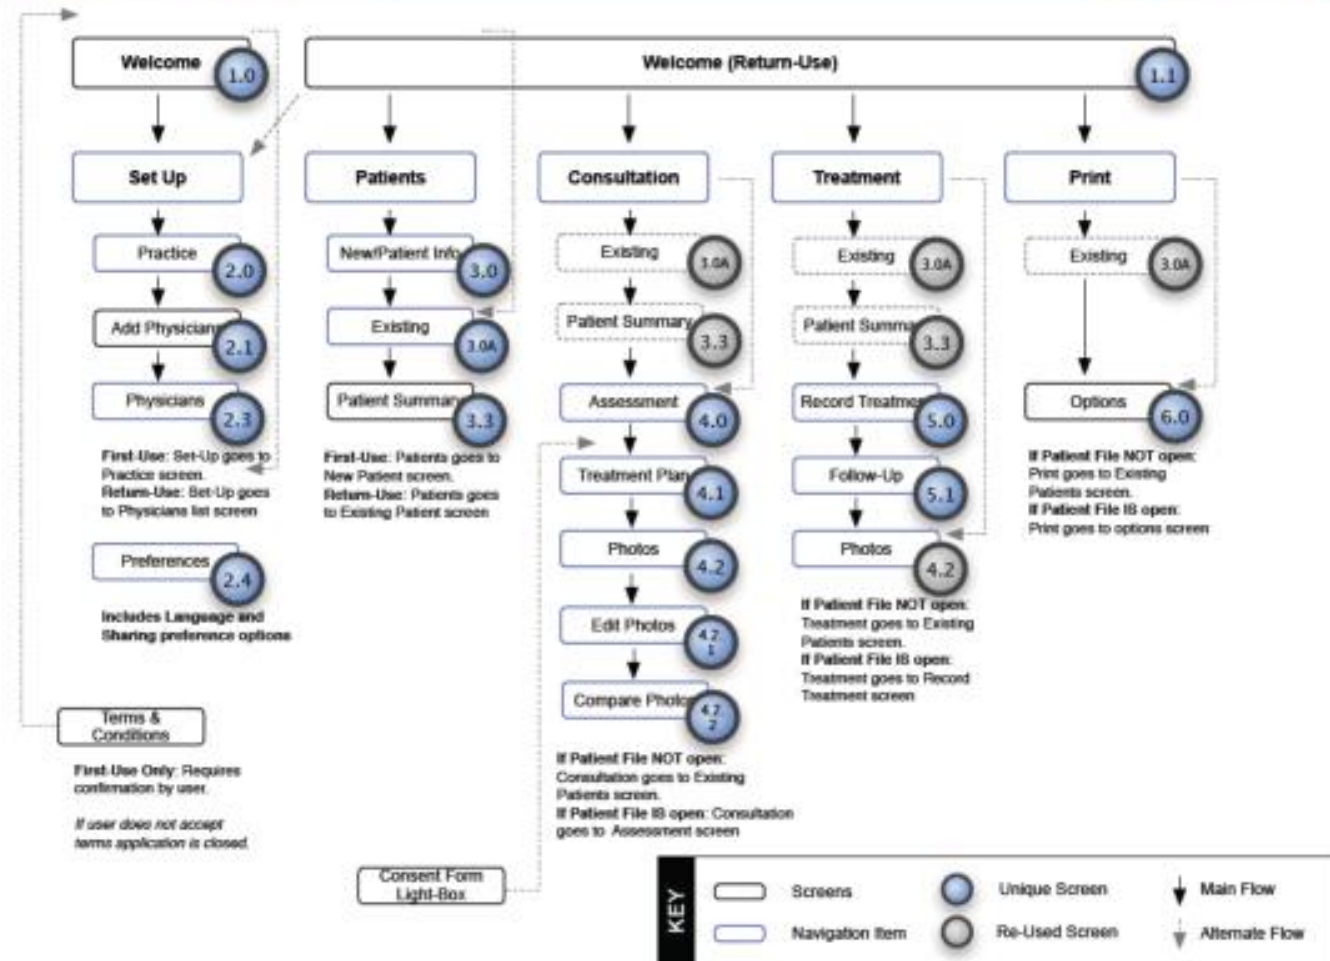 Welcome
1.0
Welcome (Return-Use)
1.1
Set Up
Patients
Consultation
Treatment
Print
Practice
2.0
Add Physician
2.1
Physicians
2.3
First-Use: Set-Up goes to
Practice screen.
Return-Use: Set-Up goes
to Physicians list screen
Preferences
2.4
Includes Language and
Sharing preference options
Terms &
Conditions
First-Use Only: Requires
confirmation by user.
If user does not accept
terms application is closed.
New/Patient Info
3.0
Existing
3.0A
Patient Summary
3.3
First-Use: Patients goes to
New Patient screen.
Return-Use: Patients goes
to Existing Patient screen
Existing
3.0A
Patient Summary
3.3
Assessment
4.0
Treatment Plan
4.1
Photos
4.2
Edit Photos
4.2.
1
Compare Photo
4.2.
2
If Patient File NOT open:
Consultation goes to Existing
Patients screen.
If Patient File IS open: Consultation
goes to Assessment screen
Consent Form
Light-Box
Existing
3.0A
Patient Summa
3.3
Record Treatme
5.0
Follow-Up
5.1
Photos
4.2
If Patient File NOT open:
Treatment goes to Existing
Patients screen.
If Patient File IS open:
Treatment goes to Record
Treatment screen
Existing
3.0A
Options
6.0
If Patient File NOT open:
Print goes to Existing
Patients screen.
If Patient File IS open:
Print goes to options screen
KEY
Screens
Unique Screen
Main Flow
Navigation Item
Re-Used Screen
Alternate Flow